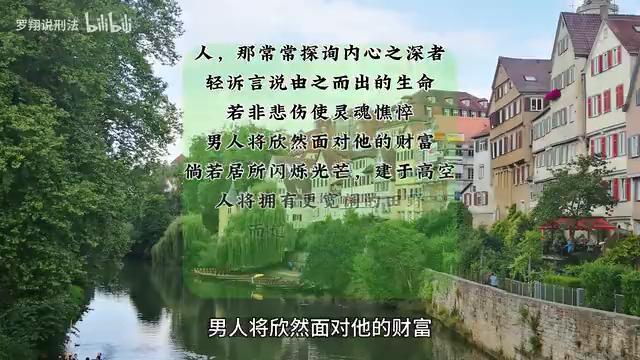 罗翔说刑法 bilibili
人，那常常探询内心之深者
轻诉言说由之而出的生命
若非悲伤使灵魂憔悴
男人将欣然面对他的财富
倘若居所闪烁光芒，建于高空
人将拥有更宽阔的世界
男人将欣然面对他的财富